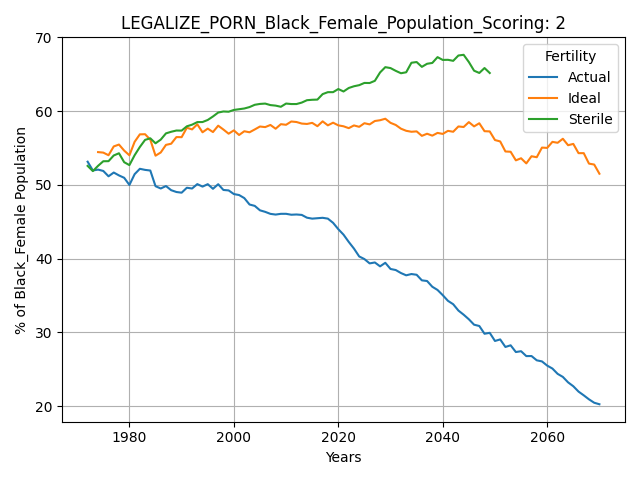 LEGALIZE_PORN_Black_Female_Population_Scoring: 2
70
60
50
40
30
20
% of Black_Female Population
1980
2000
2020
2040
2060
Years
Fertility
Actual
Ideal
Sterile